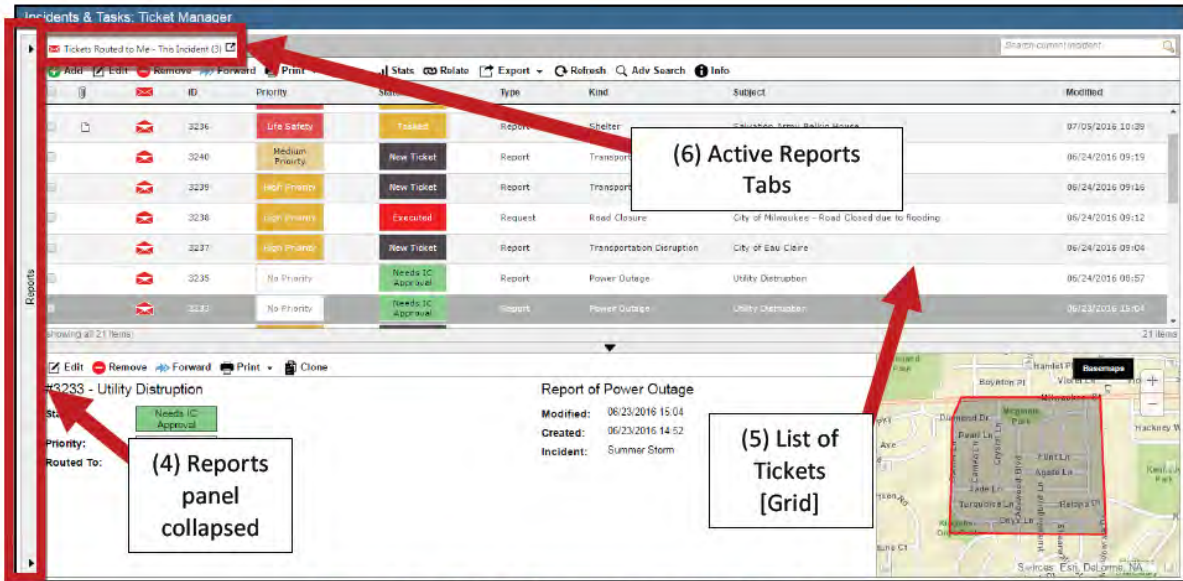 Incidents & Tasks: Ticket Manager
Tickets Routed to Me - This Incident (3)
Search current incident
Add Edit Remove Forward Print Stats Relate Export Refresh Adv Search Info
ID Priority State Type Kind Subject Modified
3236 Life Safety Tasked Report Shelter Salvation Army 07/05/2016 10:39
3240 Medium Priority New Ticket Report Transport 06/24/2016 09:19
3239 High Priority New Ticket Report Transport 06/24/2016 09:16
3238 High Priority Executed Request Road Closure City of Milwaukee - Road Closed due to flooding 06/24/2016 09:12
3237 High Priority New Ticket Report Transportation Disruption City of Eau Claire 06/24/2016 09:04
3235 No Priority Needs IC Approval Report Power Outage Utility Distruption 06/24/2016 08:57
3233 No Priority Needs IC Approval Report Power Outage Utility Distruption 06/23/2016 15:04
showing all 21 items
21 items
Reports
(6) Active Reports
Tabs
Edit Remove Forward Print Clone
#3233 - Utility Distruption
Needs IC
Approval
Priority:
Routed To:
Report of Power Outage
Modified: 06/23/2016 15:04
Created: 06/23/2016 14:52
Incident: Summer Storm
(4) Reports
panel
collapsed
(5) List of
Tickets
[Grid]
Basemaps
+
−
Boynton Pl
Diamond Dr
Pearl Ln
Flint Ln
Agate Ln
Jade Ln
Turquoise Ln
Onyx Ln
Hackney
Sources: Esri, DeLorme, NA